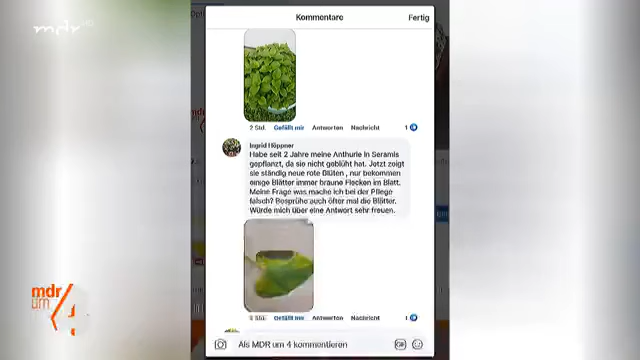 mdr
Kommentare
Fertig
2 Std. Gefällt mir Antworten Nachricht 1
Ingrid Höppner
Habe seit 2 Jahre meine Anthurie in Seramis
gepflanzt, da sie nicht geblüht hat. Jetzt zeigt
sie ständig neue rote Blüten , nur bekommen
einige Blätter immer braune Flecken im Blatt.
Meine Frage was mache ich bei der Pflege
falsch? Besprühe auch öfter mal die Blätter.
Würde mich über eine Antwort sehr freuen.
Std. Gefällt mir Antworten Nachricht 1
Als MDR um 4 kommentieren
GIF
mdr
um
4